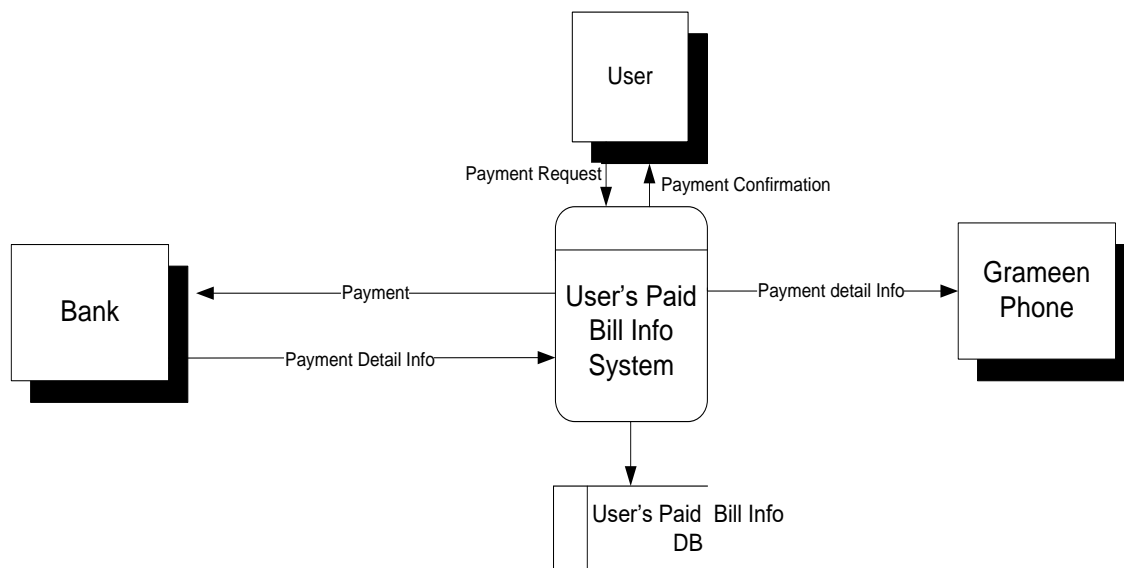 User
Payment Request
Payment Confirmation
Bank
Payment
Payment Detail Info
User's Paid
Bill Info
System
Payment detail Info
Grameen
Phone
User's Paid Bill Info
DB